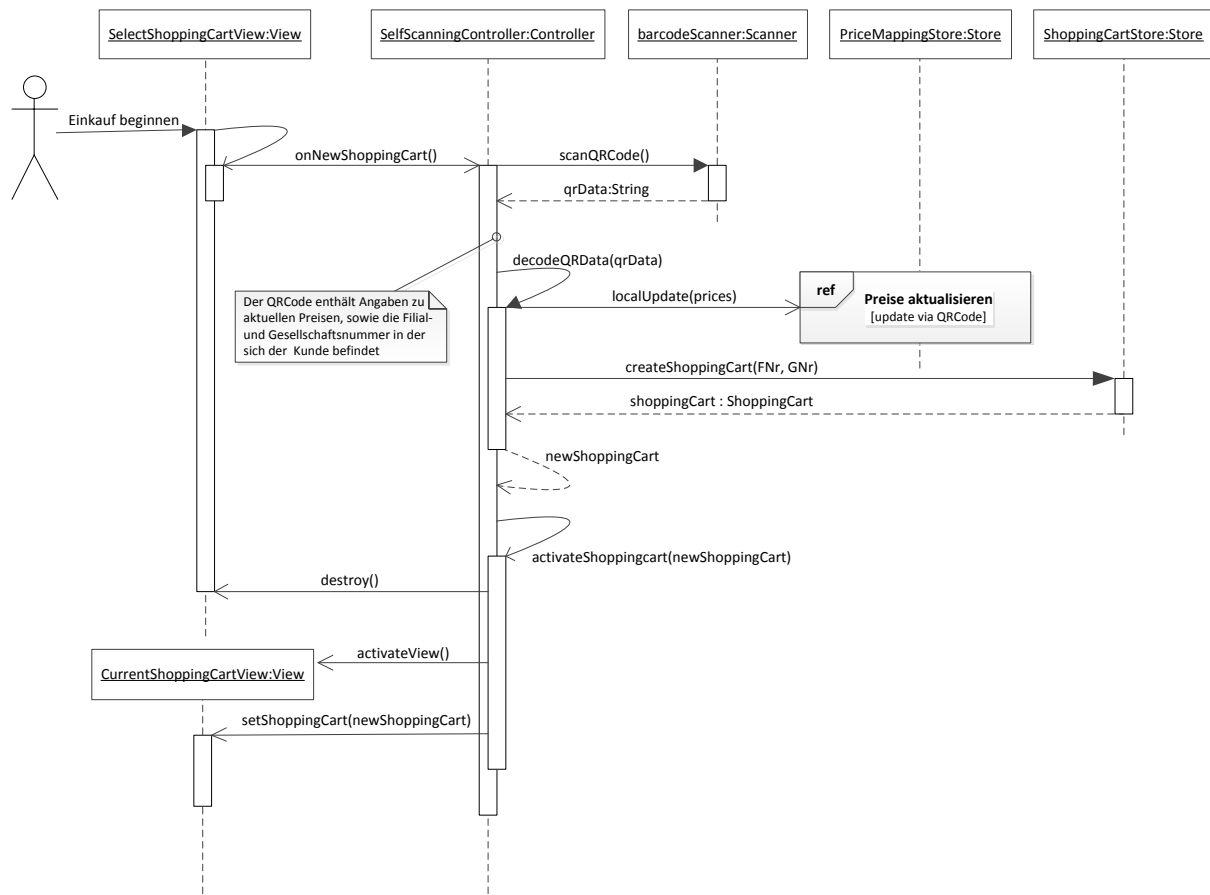 SelectShoppingCartView:View
SelfScanningController:Controller
barcodeScanner:Scanner
PriceMappingStore:Store
ShoppingCartStore:Store
Einkauf beginnen
onNewShoppingCart()
scanQRCode()
qrData:String
decodeQRData(qrData)
Der QRCode enthält Angaben zu
aktuellen Preisen, sowie die Filial-
und Gesellschaftsnummer in der
sich der Kunde befindet
localUpdate(prices)
ref
Preise aktualisieren
[update via QRCode]
createShoppingCart(FNr, GNr)
shoppingCart : ShoppingCart
newShoppingCart
activateShoppingcart(newShoppingCart)
destroy()
activateView()
CurrentShoppingCartView:View
setShoppingCart(newShoppingCart)